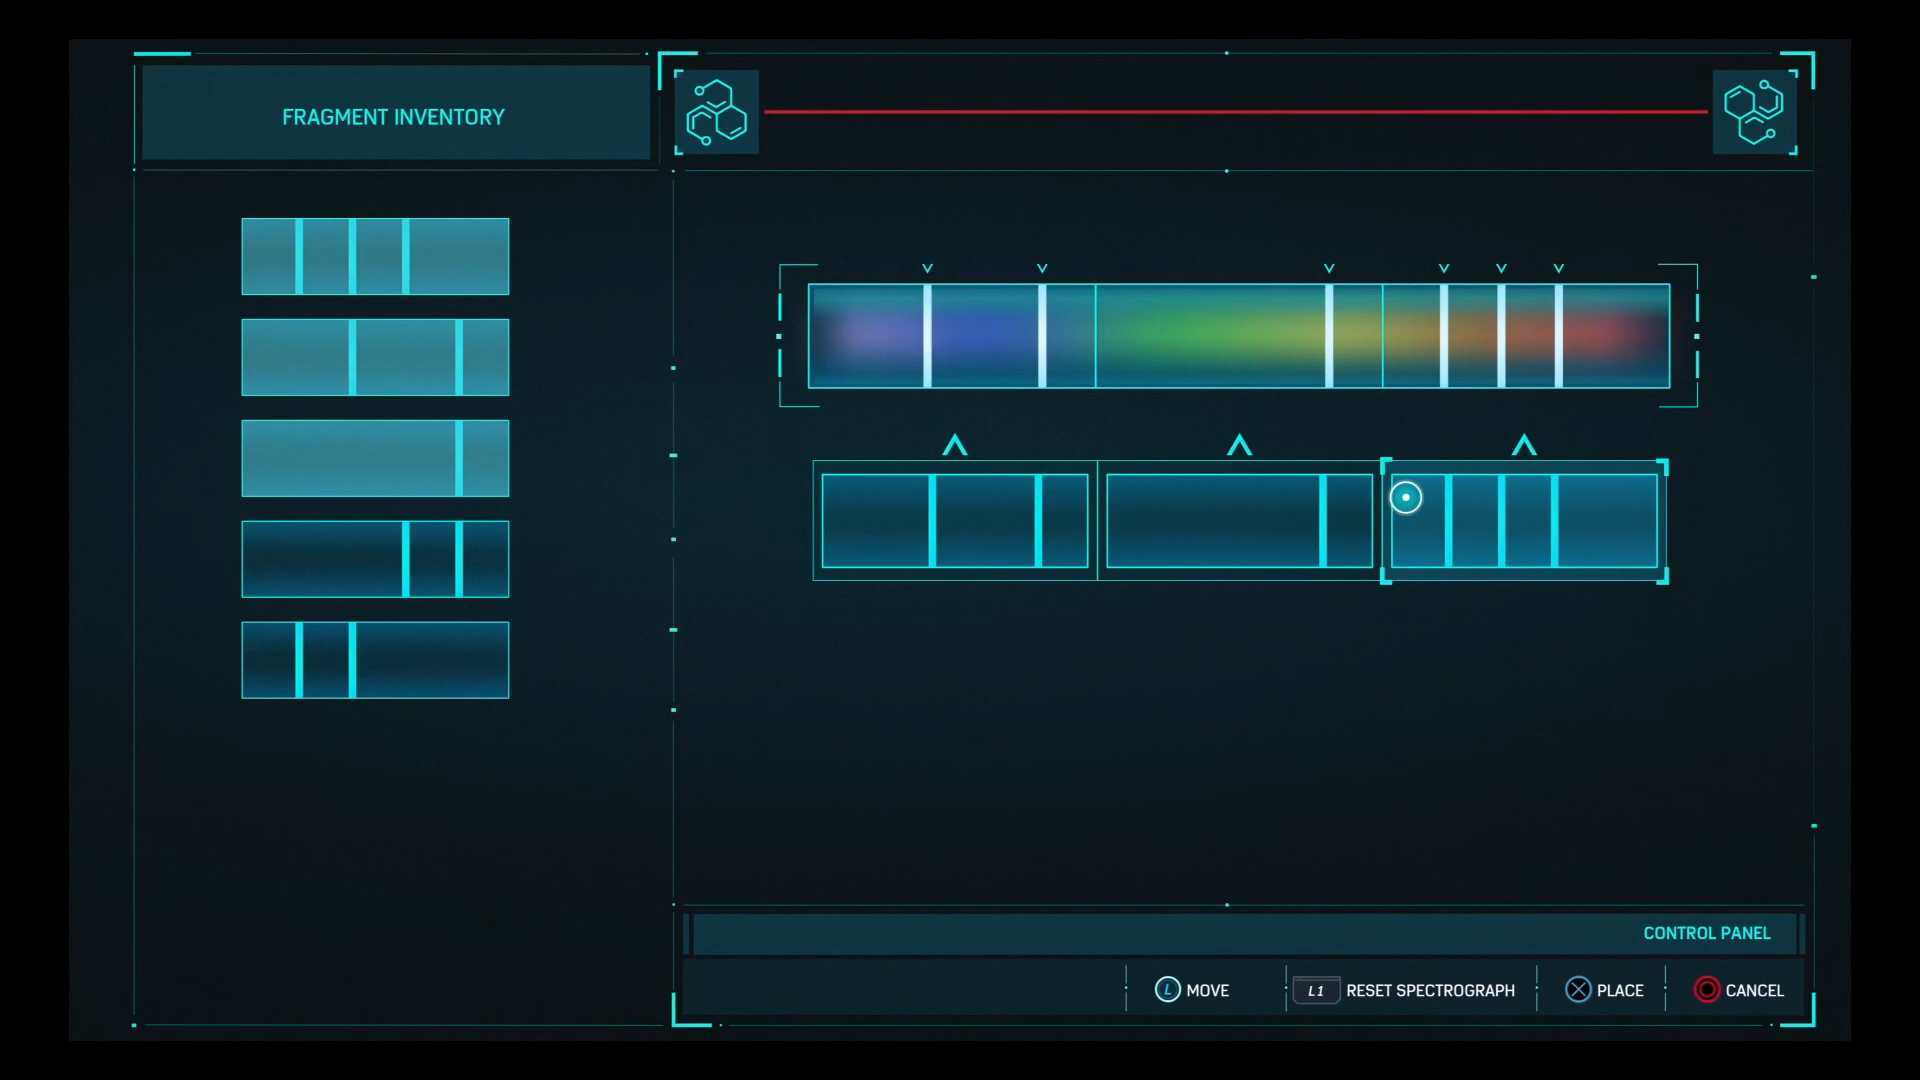 FRAGMENT INVENTORY
CONTROL PANEL
L MOVE
L1 RESET SPECTROGRAPH
PLACE
CANCEL